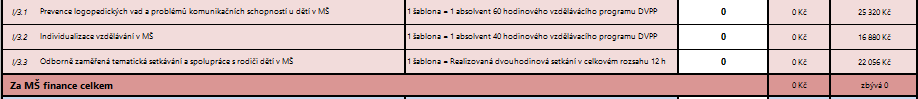 I/3.1 Prevence logopedických vad a problémů komunikačních schopností u dětí v MŠ 1 šablona = 1 absolvent 60 hodinového vzdělávácího programu DVPP 0 0 Kč 25 320 Kč
I/3.2 Individualizace vzdělávání v MŠ 1 šablona = 1 absolvent 40 hodinového vzdělávacího programu DVPP 0 0 Kč 16 880 Kč
I/3.3 Odborně zaměřená tematická setkávání a spolupráce s rodiči dětí v MŠ 1 šablona = Realizovaná dvouhodinová setkání v celkovém rozsahu 12 h 0 0 Kč 22 056 Kč
Za MŠ finance celkem 0 Kč zbývá 0